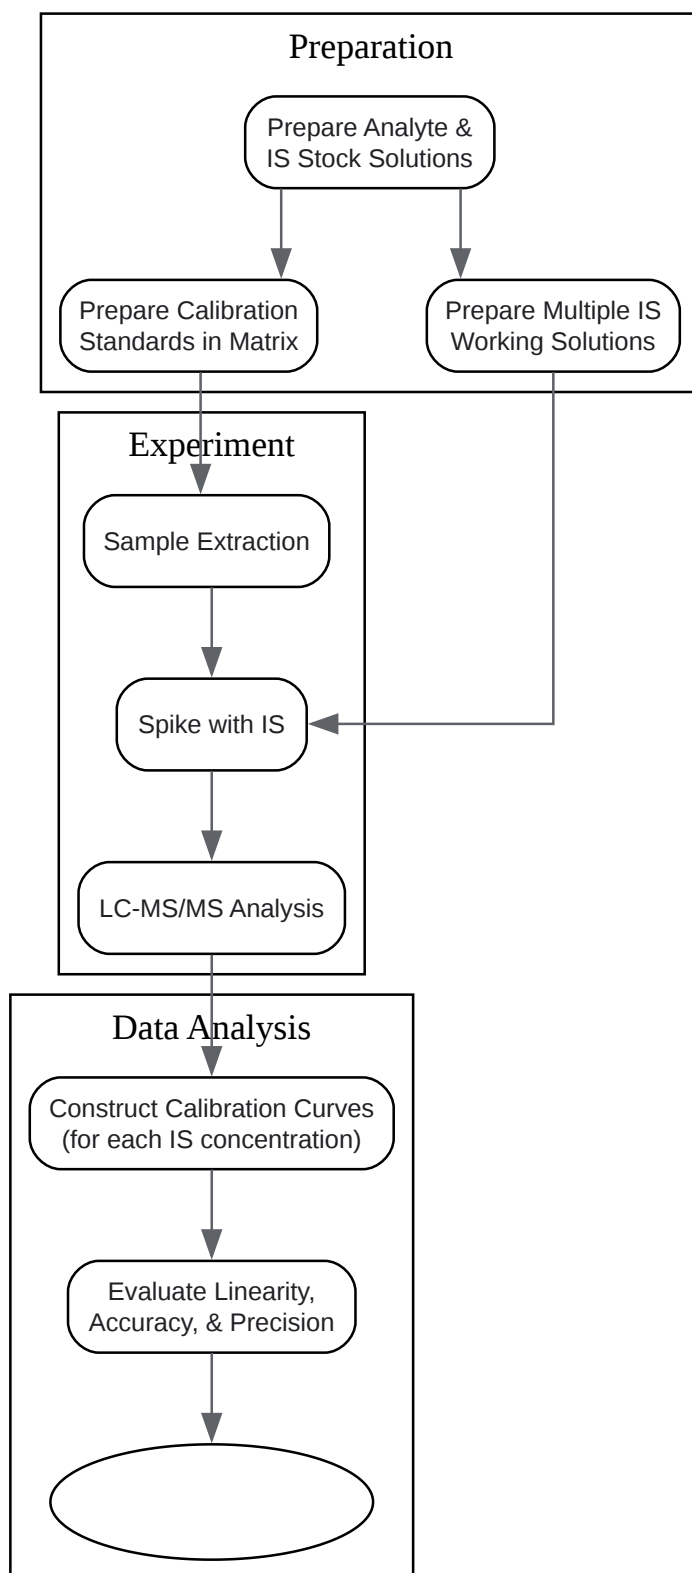 Preparation
Prepare Analyte &
IS Stock Solutions
Prepare Calibration
Standards in Matrix
Prepare Multiple IS
Working Solutions
Experiment
Sample Extraction
Spike with IS
LC-MS/MS Analysis
Data Analysis
Construct Calibration Curves
(for each IS concentration)
Evaluate Linearity,
Accuracy, & Precision